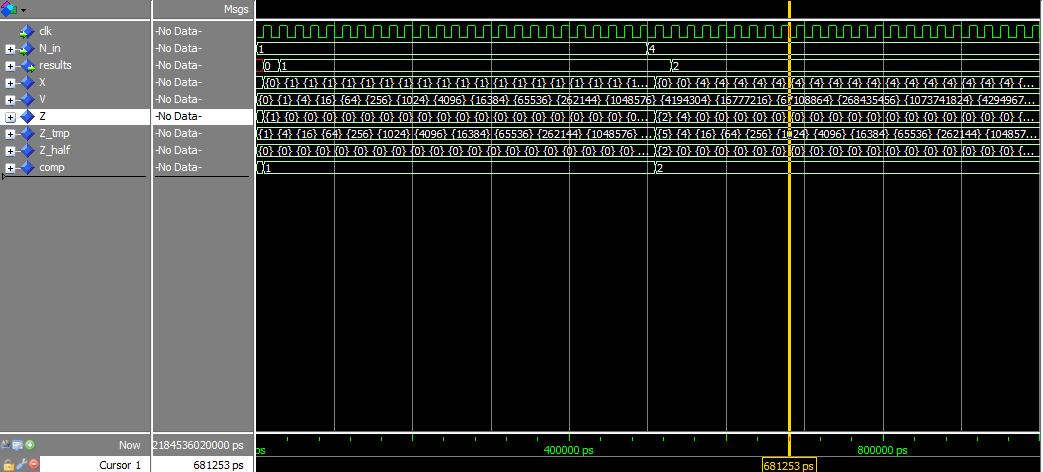 Msgs
clk -No Data-
N_in -No Data- 1 4
results -No Data- 0 1 2
X -No Data- {0} {1} {1} {1} {1} {1} {1} {1} {1} {1} {1} {1} {1} {1} {1} {1} {1} {1} {1... {0} {0} {4} {4} {4} {4} {4} {4} {4} {4} {4} {4} {4} {4} {4} {4} {4} {4} {...
V -No Data- {0} {1} {4} {16} {64} {256} {1024} {4096} {16384} {65536} {262144} {1048576} {4194304} {16777216} {67108864} {268435456} {1073741824} {4294967...
Z -No Data- {1} {0} {0} {0} {0} {0} {0} {0} {0} {0} {0} {0} {0} {0} {0} {0} {0} {0} {... {2} {4} {0} {0} {0} {0} {0} {0} {0} {0} {0} {0} {0} {0} {0} {0} {0} {0} {...
Z_tmp -No Data- {1} {4} {16} {64} {256} {1024} {4096} {16384} {65536} {262144} {1048576}... {5} {4} {16} {64} {256} {1024} {4096} {16384} {65536} {262144} {104857...
Z_half -No Data- {0} {0} {0} {0} {0} {0} {0} {0} {0} {0} {0} {0} {0} {0} {0} {0} {0} {0} {0} ... {2} {0} {0} {0} {0} {0} {0} {0} {0} {0} {0} {0} {0} {0} {0} {0} {0} {0} {...
comp -No Data- 1 2
Now 2184536020000 ps ps 400000 ps 800000 ps
Cursor 1 681253 ps 681253 ps